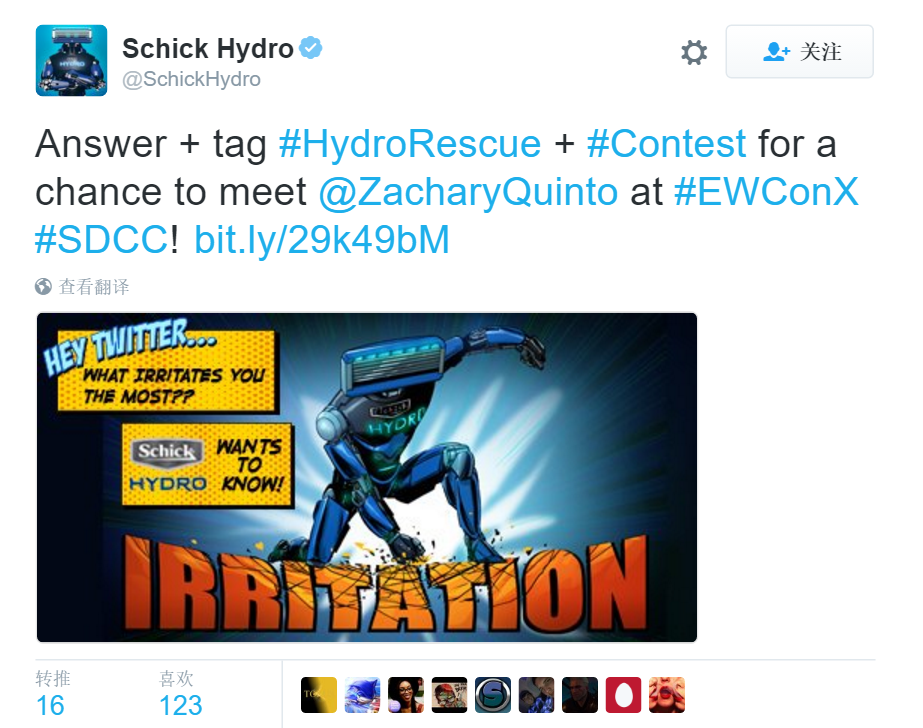 Schick Hydro
@SchickHydro
关注
Answer + tag #HydroRescue + #Contest for a
chance to meet @ZacharyQuinto at #EWConX
#SDCC! bit.ly/29k49bM
查看翻译
HEY TWITTER...
WHAT IRRITATES YOU
THE MOST??
Schick
HYDRO
WANTS
TO
KNOW!
HYDRO
IRRITATION
转推
16
喜欢
123